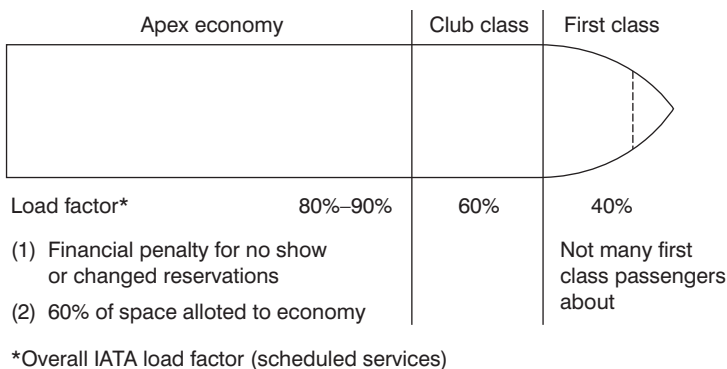 Apex economy
Club class
First class
Load factor*
80%–90%
60%
40%
(1) Financial penalty for no show
or changed reservations
(2) 60% of space alloted to economy
Not many first
class passengers
about
*Overall IATA load factor (scheduled services)